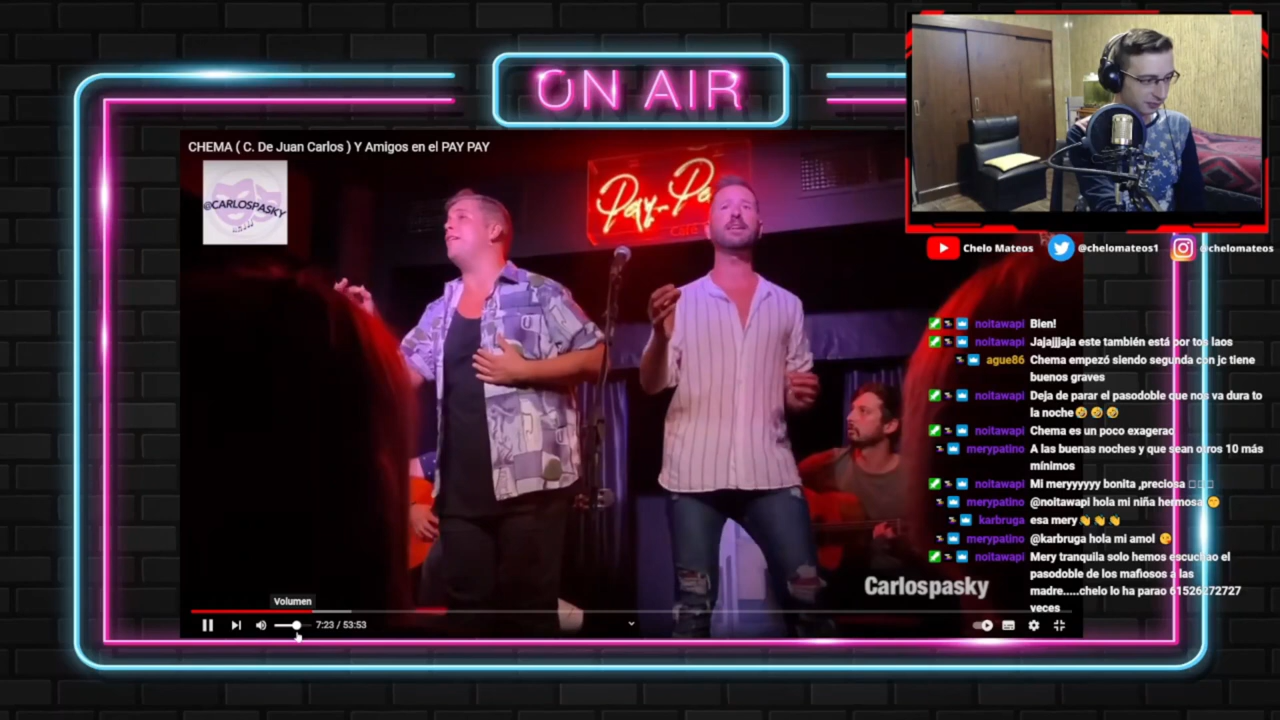 ON AIR
CHEMA ( C. De Juan Carlos ) Y Amigos en el PAY PAY
@CARLOSPASKY
Pay-Pa
Café
Chelo Mateos
@chelomateos1
@chelomateos
noitawapi Bien!
noitawapi Jajajjjaja este también está por tos laos
ague86 Chema empezó siendo segunda con jc tiene
buenos graves
noitawapi Deja de parar el pasodoble que nos va dura to
la noche🤣🤣🤣
noitawapi Chema es un poco exagerao
merypatino A las buenas noches y que sean otros 10 más
mínimos
noitawapi Mi meryyyyyy bonita ,preciosa
merypatino @noitawapi hola mi niña hermosa
karbruga esa mery👏👏👏
merypatino @karbruga hola mi amol 😘
noitawapi Mery tranquila solo hemos escuchao el
pasodoble de los mafiosos a las
madre.....chelo lo ha parao 61526272727
veces
Carlospasky
Volumen
7:23 / 53:53